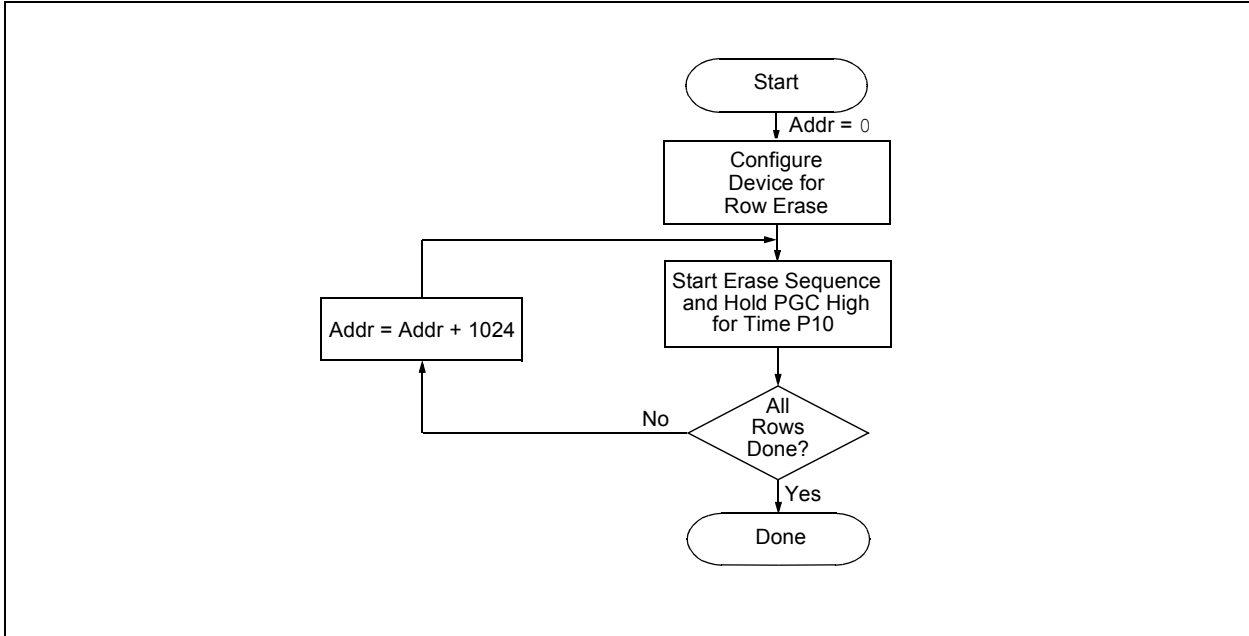 Start
Addr = 0
Configure
Device for
Row Erase
Start Erase Sequence
and Hold PGC High
for Time P10
Addr = Addr + 1024
All
Rows
Done?
No
Yes
Done